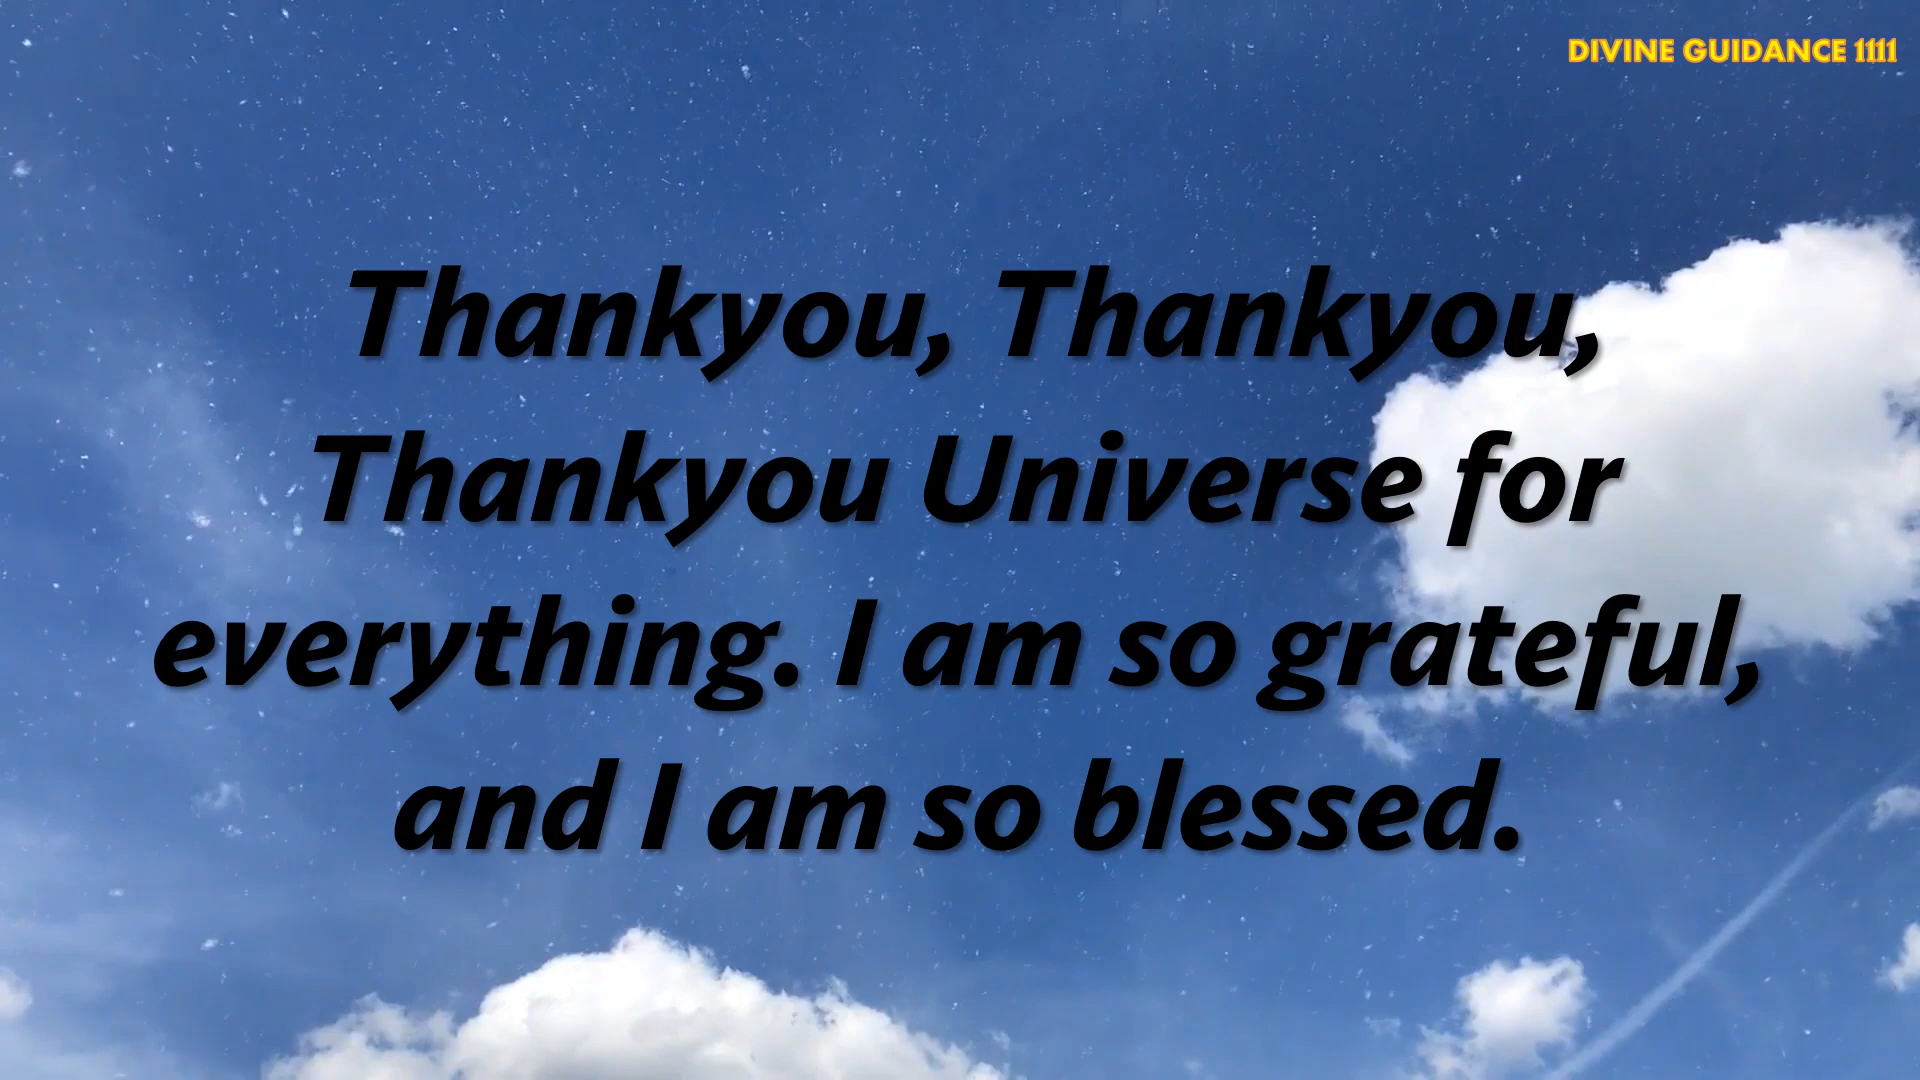 DIVINE GUIDANCE 1111
Thankyou, Thankyou,
Thankyou Universe for
everything. I am so grateful,
and I am so blessed.